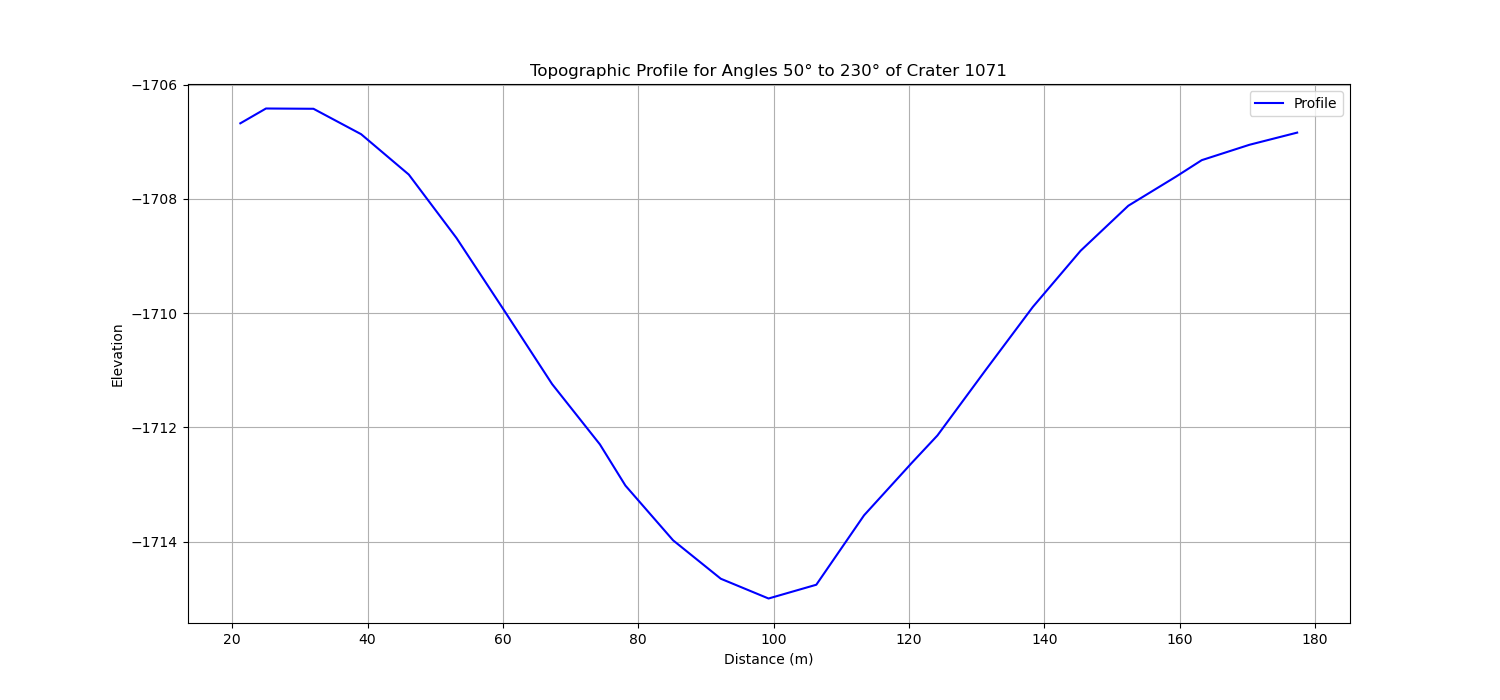 Topographic Profile for Angles 50° to 230° of Crater 1071
Profile
−1706
−1708
−1710
−1712
−1714
Elevation
20 40 60 80 100 120 140 160 180
Distance (m)